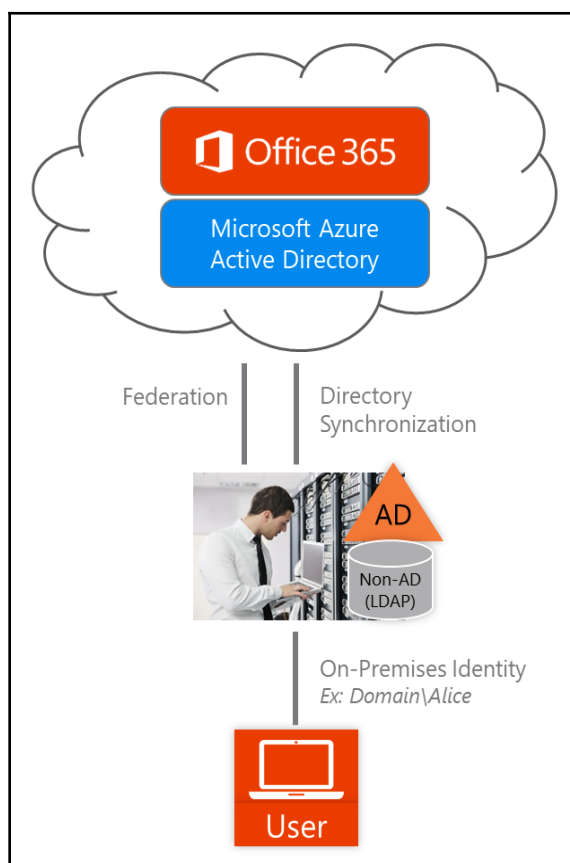 Office 365
Microsoft Azure
Active Directory
Federation
Directory
Synchronization
AD
Non-AD
(LDAP)
On-Premises Identity
Ex: Domain\Alice
User